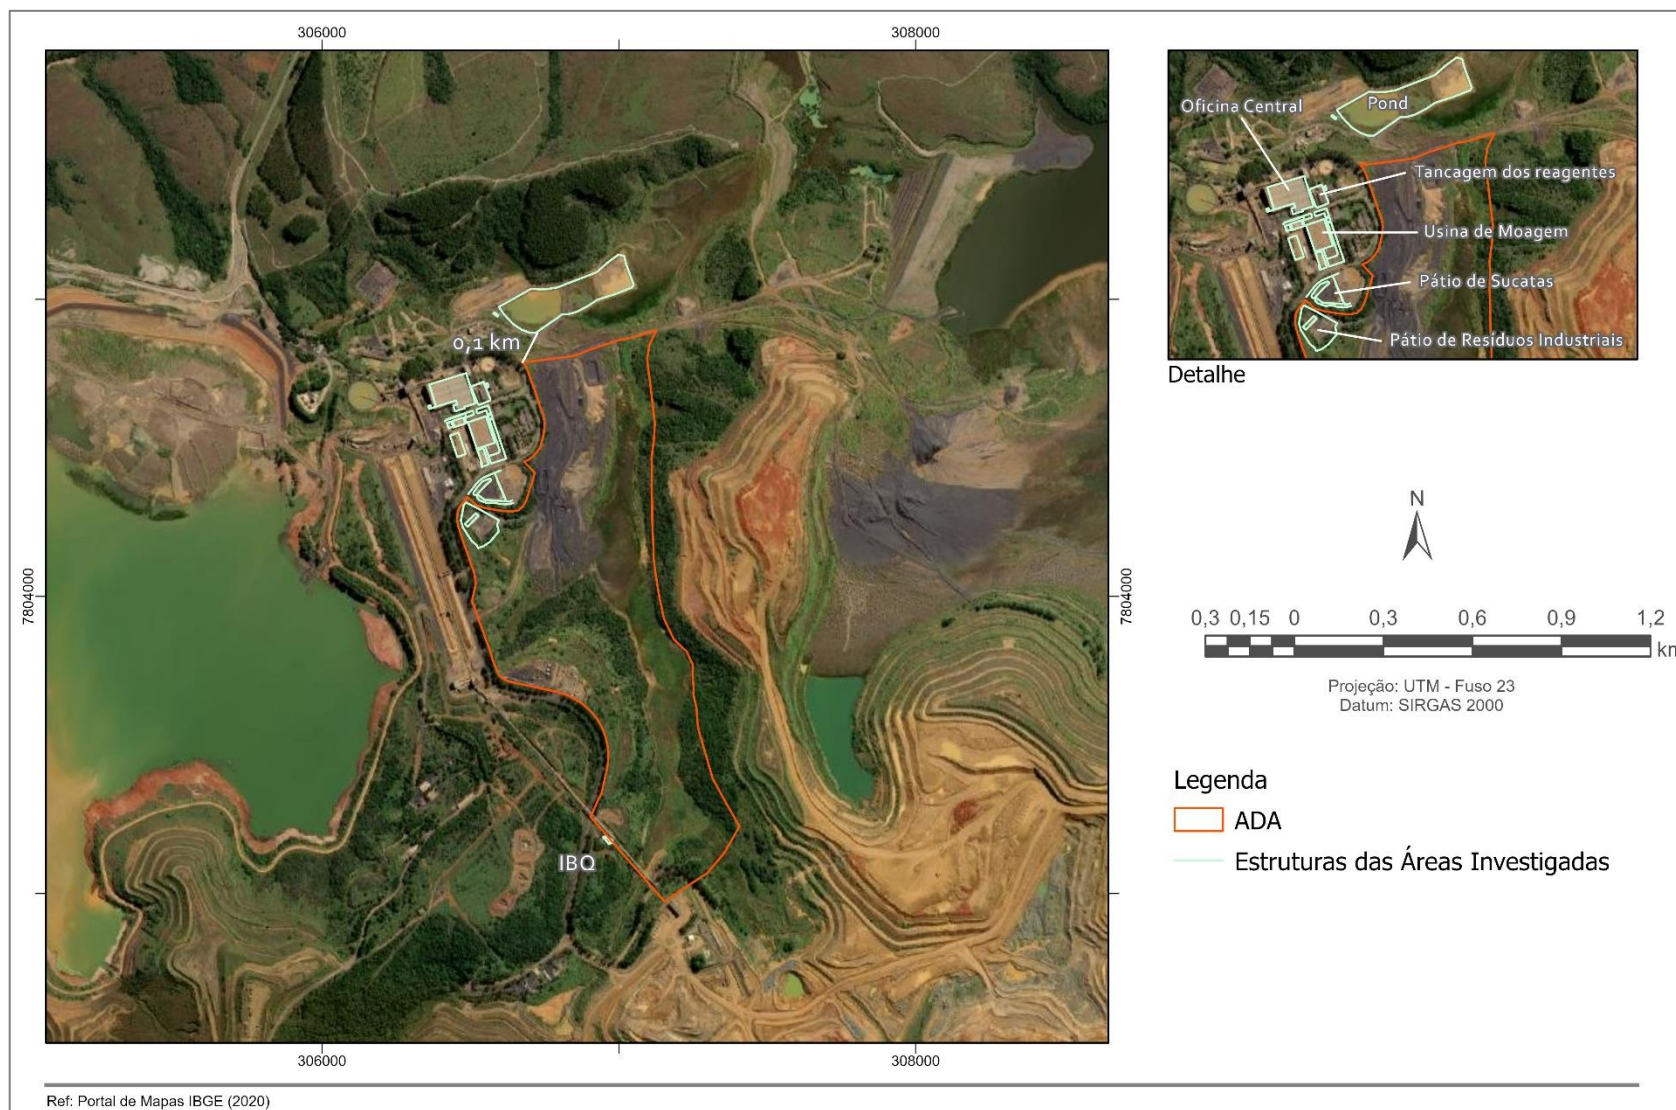 306000
308000
7804000
7804000
0,1 km
IBQ
306000
308000
Oficina Central
Pond
Tancagem dos reagentes
Usina de Moagem
Pátio de Sucatas
Pátio de Resíduos Industriais
Detalhe
N
0,3 0,15 0 0,3 0,6 0,9 1,2
km
Projeção: UTM - Fuso 23
Datum: SIRGAS 2000
Legenda
ADA
Estruturas das Áreas Investigadas
Ref: Portal de Mapas IBGE (2020)